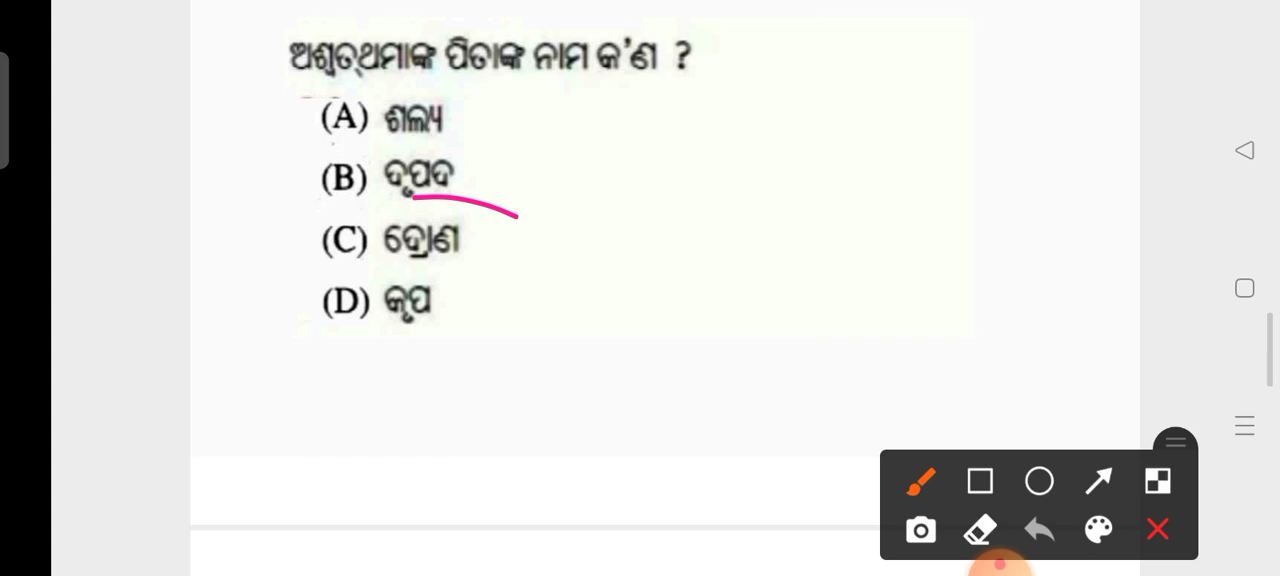 ଅଶ୍ୱତ୍‌ଥମାଙ୍କ ପିତାଙ୍କ ନାମ କ'ଣ ?
(A) ଶଲ୍ୟ
(B) ଦୃପଦ
(C) ଦ୍ରୋଣ
(D) କୃପ